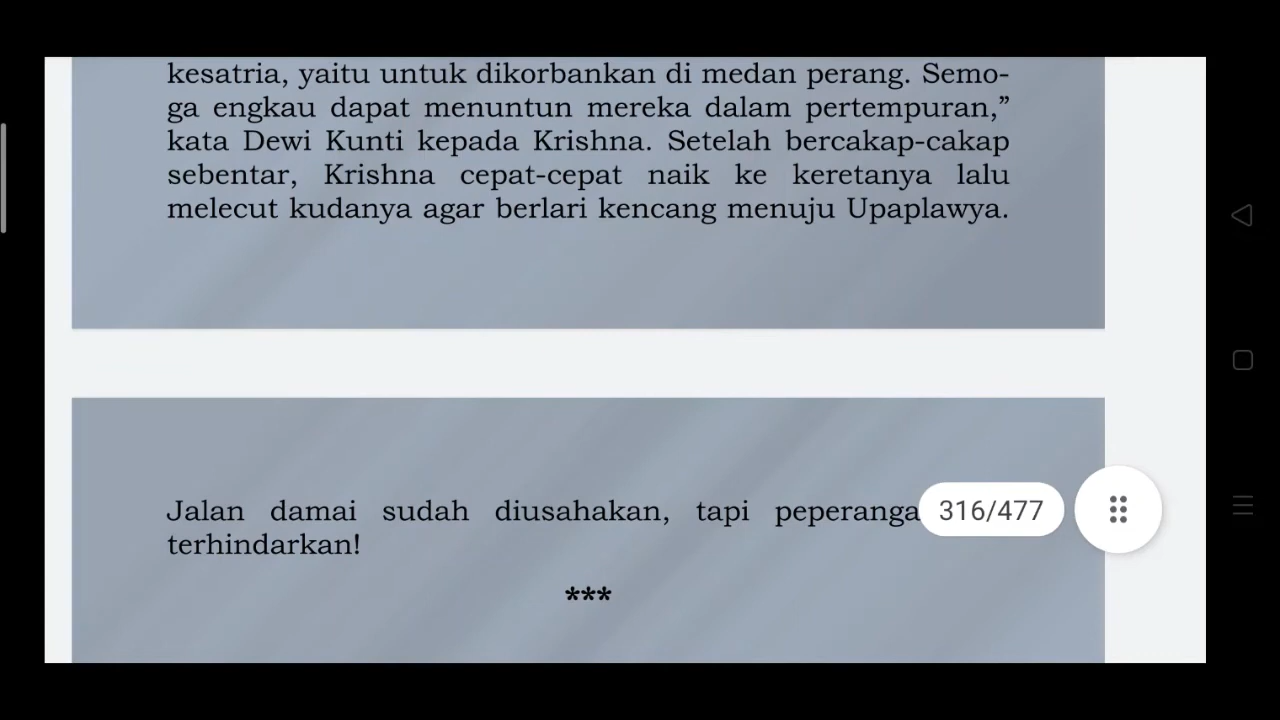 kesatria, yaitu untuk dikorbankan di medan perang. Semo-
ga engkau dapat menuntun mereka dalam pertempuran,”
kata Dewi Kunti kepada Krishna. Setelah bercakap-cakap
sebentar, Krishna cepat-cepat naik ke keretanya lalu
melecut kudanya agar berlari kencang menuju Upaplawya.
Jalan damai sudah diusahakan, tapi
316/477
terhindarkan!
***